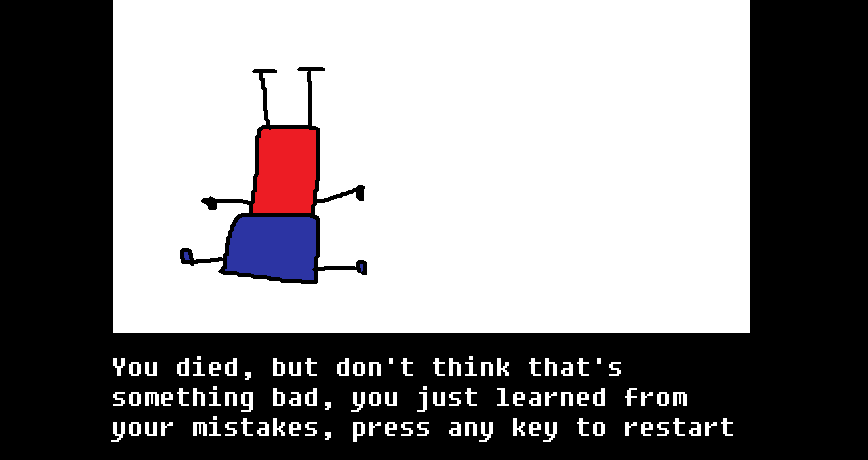 You died, but don't think that's
something bad, you just learned from
your mistakes, press any key to restart